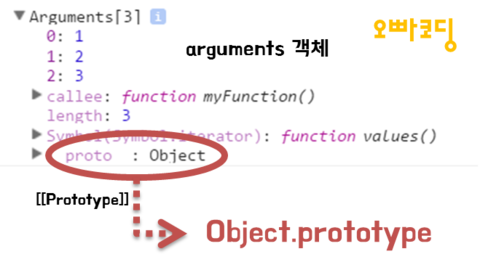 Arguments[3] i
오빠코딩
0: 1
arguments 객체
1: 2
2: 3
callee: function myFunction()
length: 3
Symbol(Symbol.iterator): function values()
proto : Object
[[Prototype]]
Object.prototype